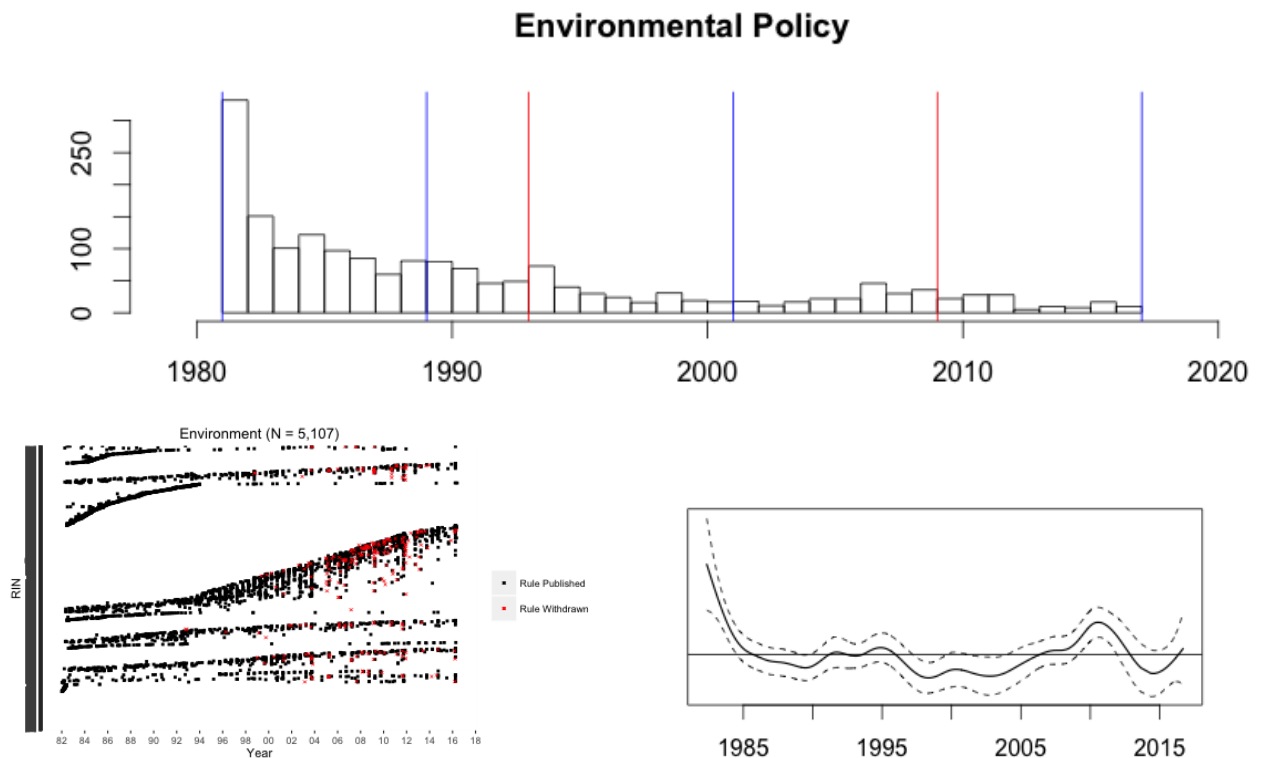 Environmental Policy
250
100
0
1980 1990 2000 2010 2020
Environment (N = 5,107)
RIN
Rule Published
Rule Withdrawn
82 84 86 88 90 92 94 96 98 00 02 04 06 08 10 12 14 16 18
Year
1985 1995 2005 2015